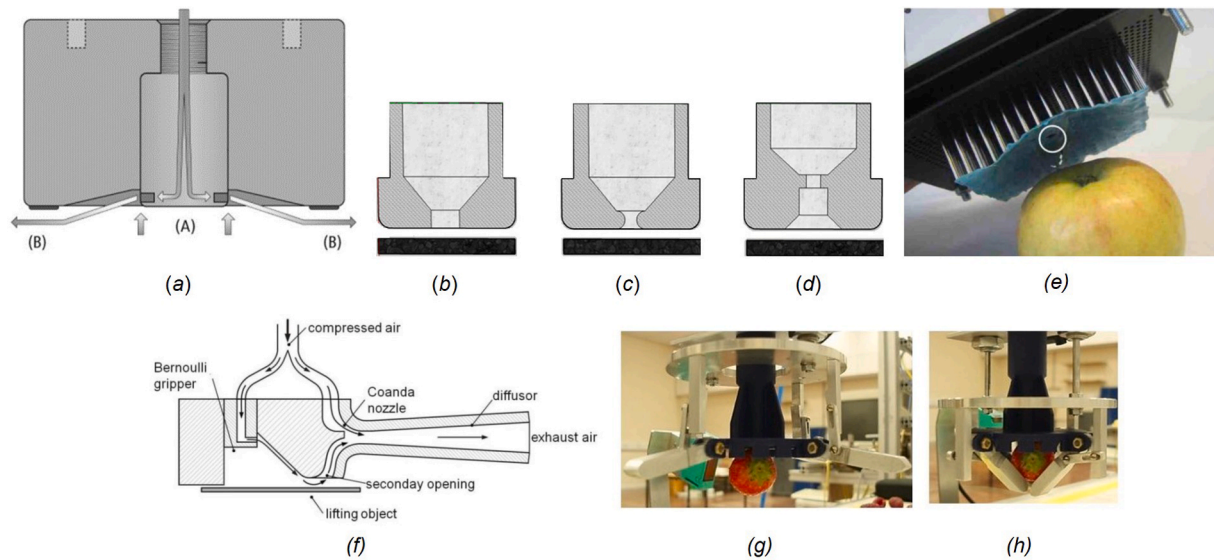 (A)
(B)
(B)
(a)
(b)
(c)
(d)
(e)
compressed air
Bernoulli
gripper
Coanda
nozzle
diffusor
exhaust air
seconday opening
lifting object
(f)
(g)
(h)